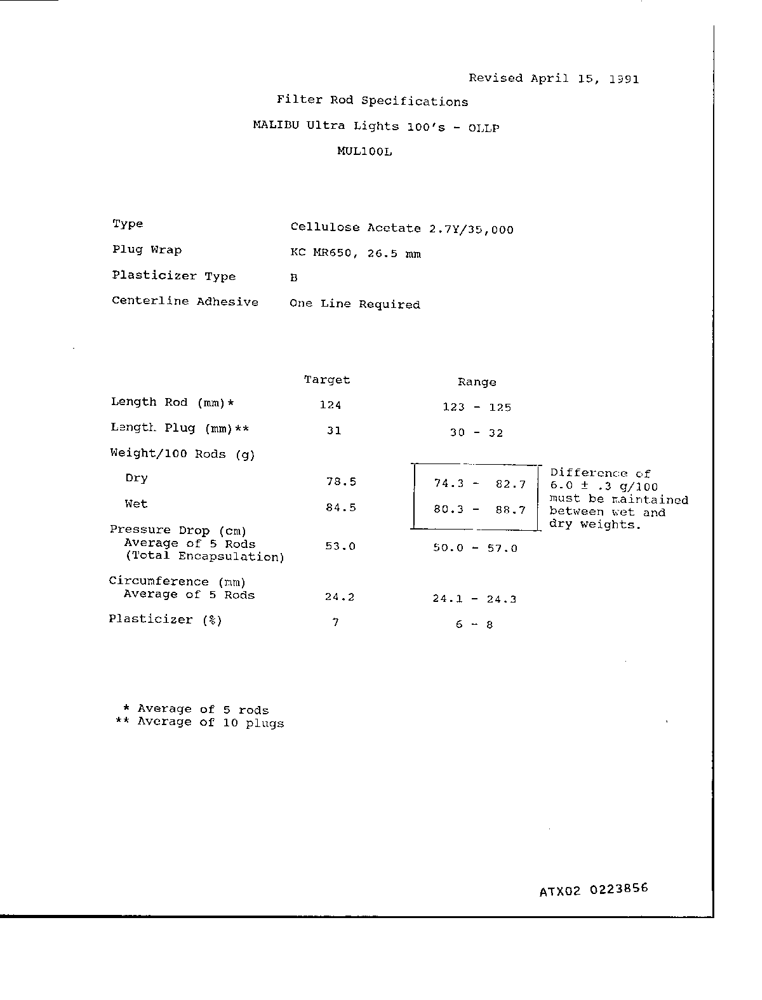 Revised April 15, 1991
Filter Rod Specifications
MALIBU Ultra Lights 100's - OLLP
MUL100L
Type Cellulose Acetate 2.7Y/35,000
Plug Wrap KC MR650, 26.5 mm
Plasticizer Type B
Centerline Adhesive One Line Required
Target Range
Length Rod (mm)* 124 123 - 125
Length Plug (mm)** 31 30 - 32
Weight/100 Rods (g)
Dry 78.5 74.3 - 82.7
Wet 84.5 80.3 - 88.7
Difference of
6.0 ± .3 g/100
must be maintained
between wet and
dry weights.
Pressure Drop (cm)
Average of 5 Rods 53.0 50.0 - 57.0
(Total Encapsulation)
Circumference (mm)
Average of 5 Rods 24.2 24.1 - 24.3
Plasticizer (%) 7 6 - 8
* Average of 5 rods
** Average of 10 plugs
ATX02 0223856